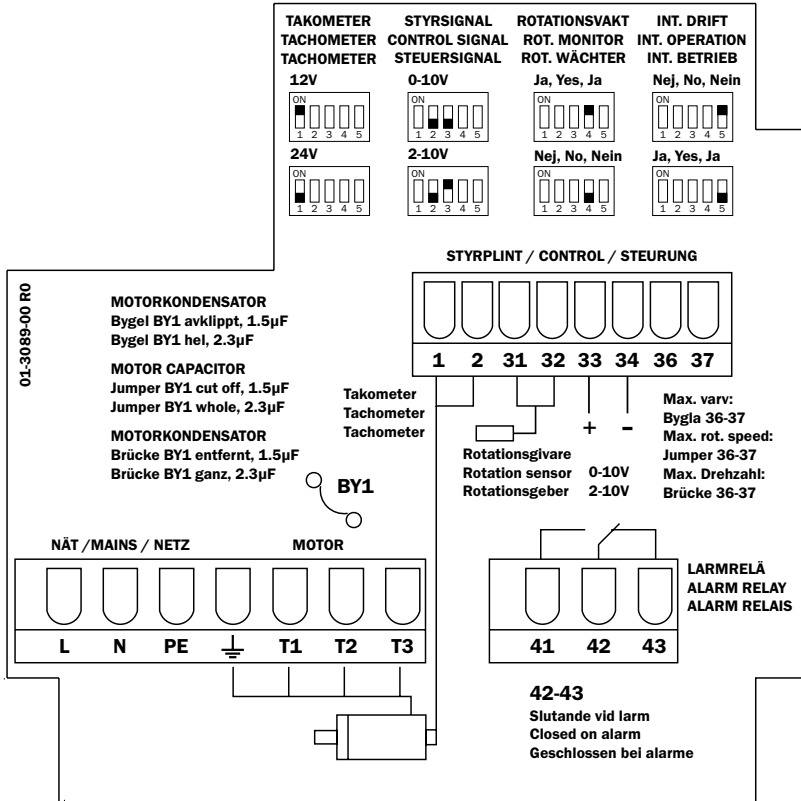 TAKOMETER
TACHOMETER
TACHOMETER
12V
ON
1 2 3 4 5
24V
ON
1 2 3 4 5
STYRSIGNAL
CONTROL SIGNAL
STEUERSIGNAL
0-10V
ON
1 2 3 4 5
2-10V
ON
1 2 3 4 5
ROTATIONSVAKT
ROT. MONITOR
ROT. WÄCHTER
Ja, Yes, Ja
ON
1 2 3 4 5
Nej, No, Nein
ON
1 2 3 4 5
INT. DRIFT
INT. OPERATION
INT. BETRIEB
Nej, No, Nein
ON
1 2 3 4 5
Ja, Yes, Ja
ON
1 2 3 4 5
01-3089-00 R0
MOTORKONDENSATOR
Bygel BY1 avklippt, 1.5µF
Bygel BY1 hel, 2.3µF
MOTOR CAPACITOR
Jumper BY1 cut off, 1.5µF
Jumper BY1 whole, 2.3µF
MOTORKONDENSATOR
Brücke BY1 entfernt, 1.5µF
Brücke BY1 ganz, 2.3µF
BY1
STYRPLINT / CONTROL / STEURUNG
1 2 31 32 33 34 36 37
Takometer
Tachometer
Tachometer
Rotationsgivare
Rotation sensor
Rotationsgeber
+ -
0-10V
2-10V
Max. varv:
Bygla 36-37
Max. rot. speed:
Jumper 36-37
Max. Drehzahl:
Brücke 36-37
NÄT /MAINS / NETZ
MOTOR
L N PE T1 T2 T3
41 42 43
LARMRELÄ
ALARM RELAY
ALARM RELAIS
42-43
Slutande vid larm
Closed on alarm
Geschlossen bei alarme